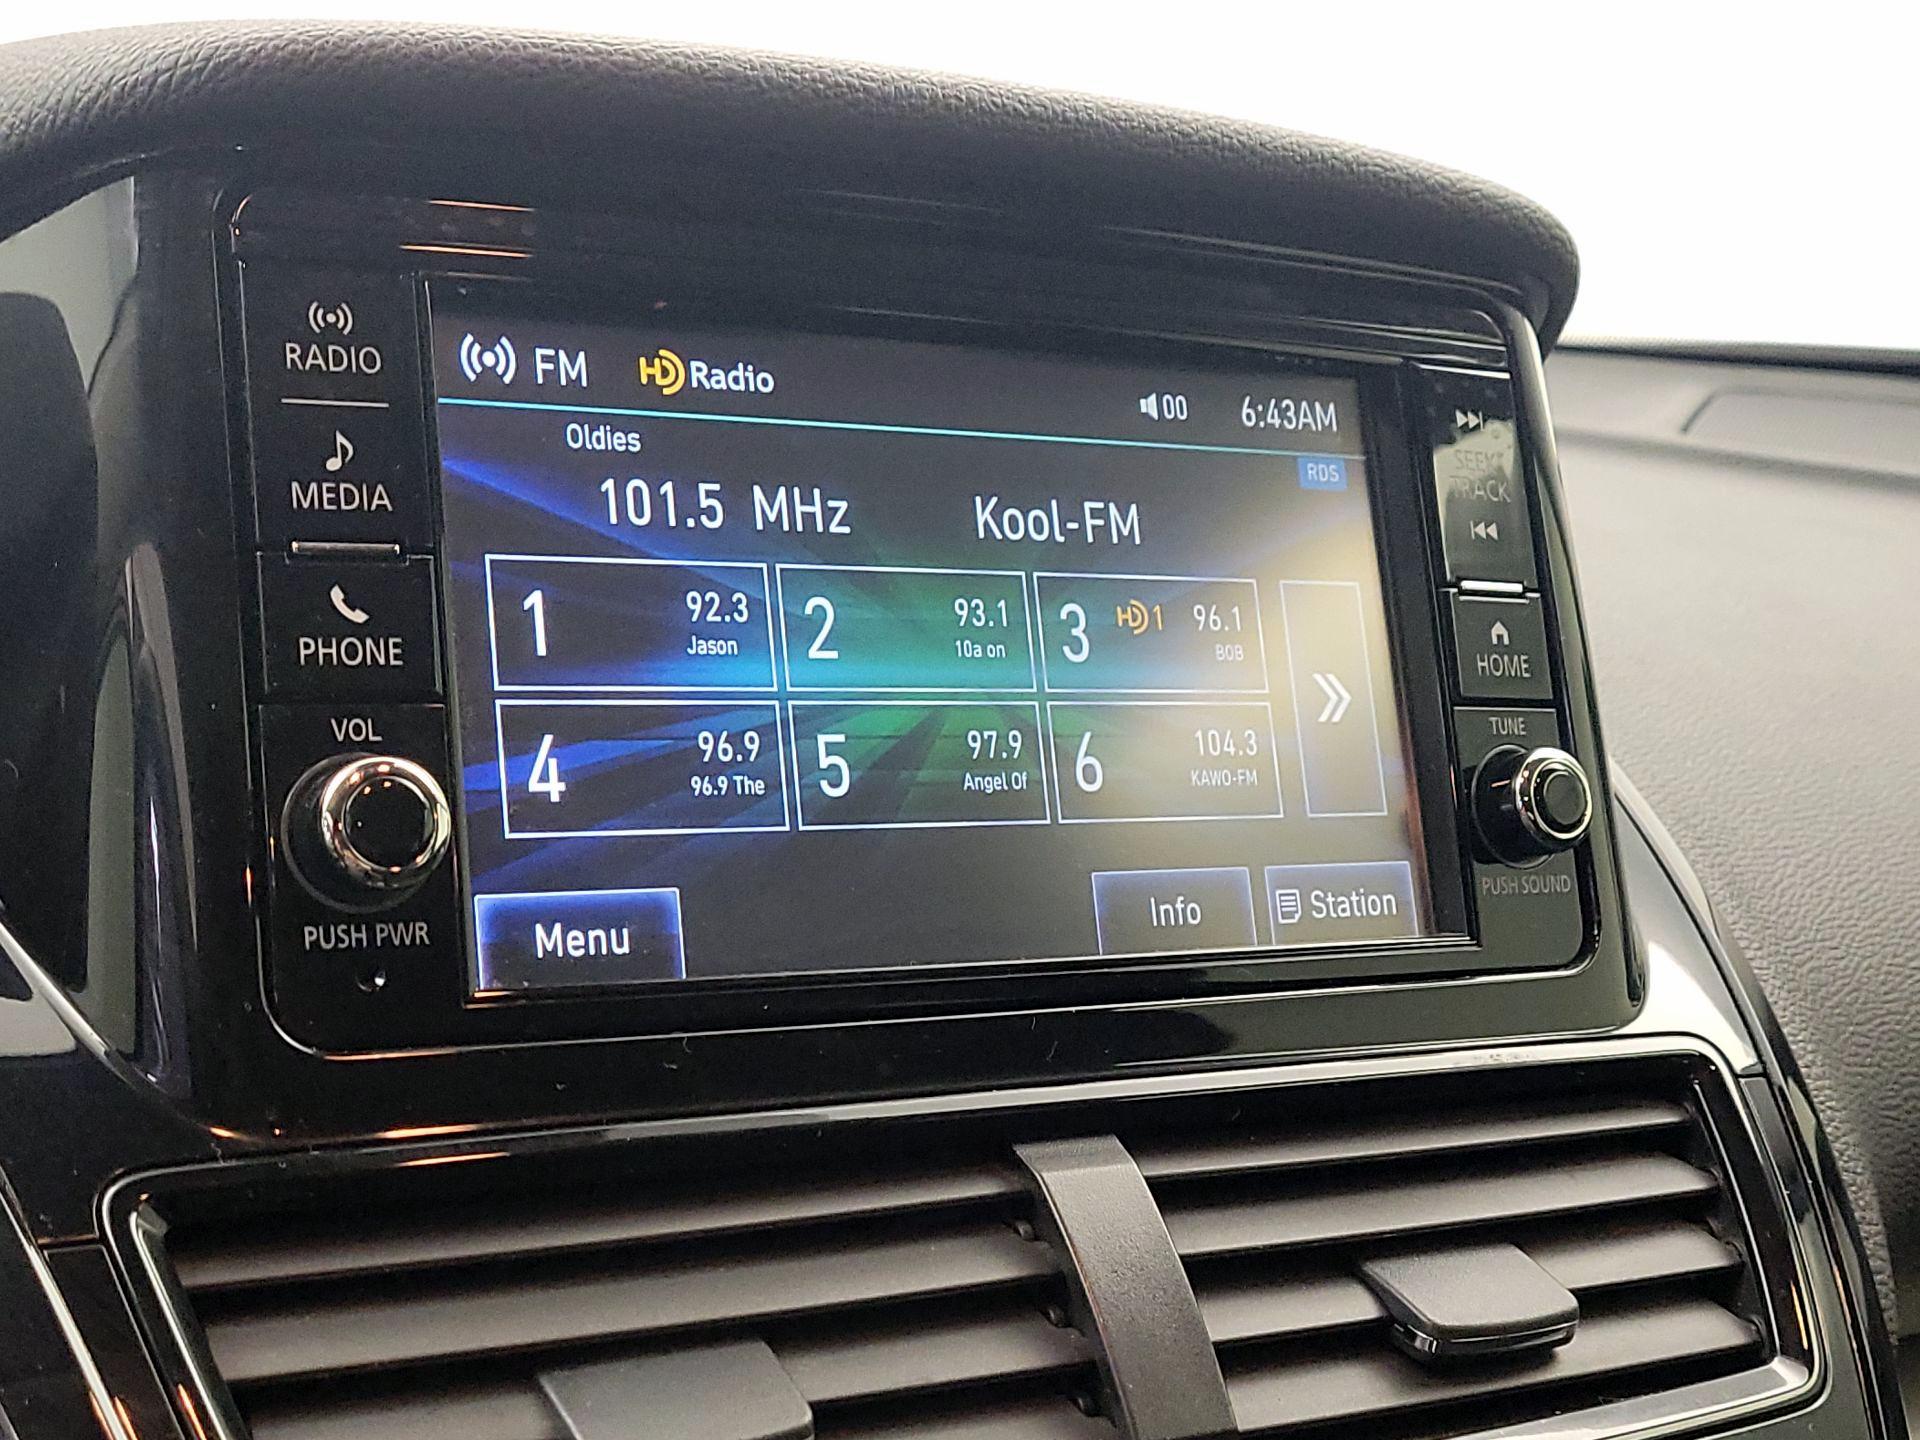 RADIO
MEDIA
PHONE
VOL
PUSH PWR
FM HD Radio
00 6:43AM
Oldies
RDS
101.5 MHz Kool-FM
1 92.3
Jason
2 93.1
10a on
3 HD1 96.1
BOB
4 96.9
96.9 The
5 97.9
Angel Of
6 104.3
KAWO-FM
Menu
Info
Station
SEEK
TRACK
HOME
TUNE
PUSH SOUND